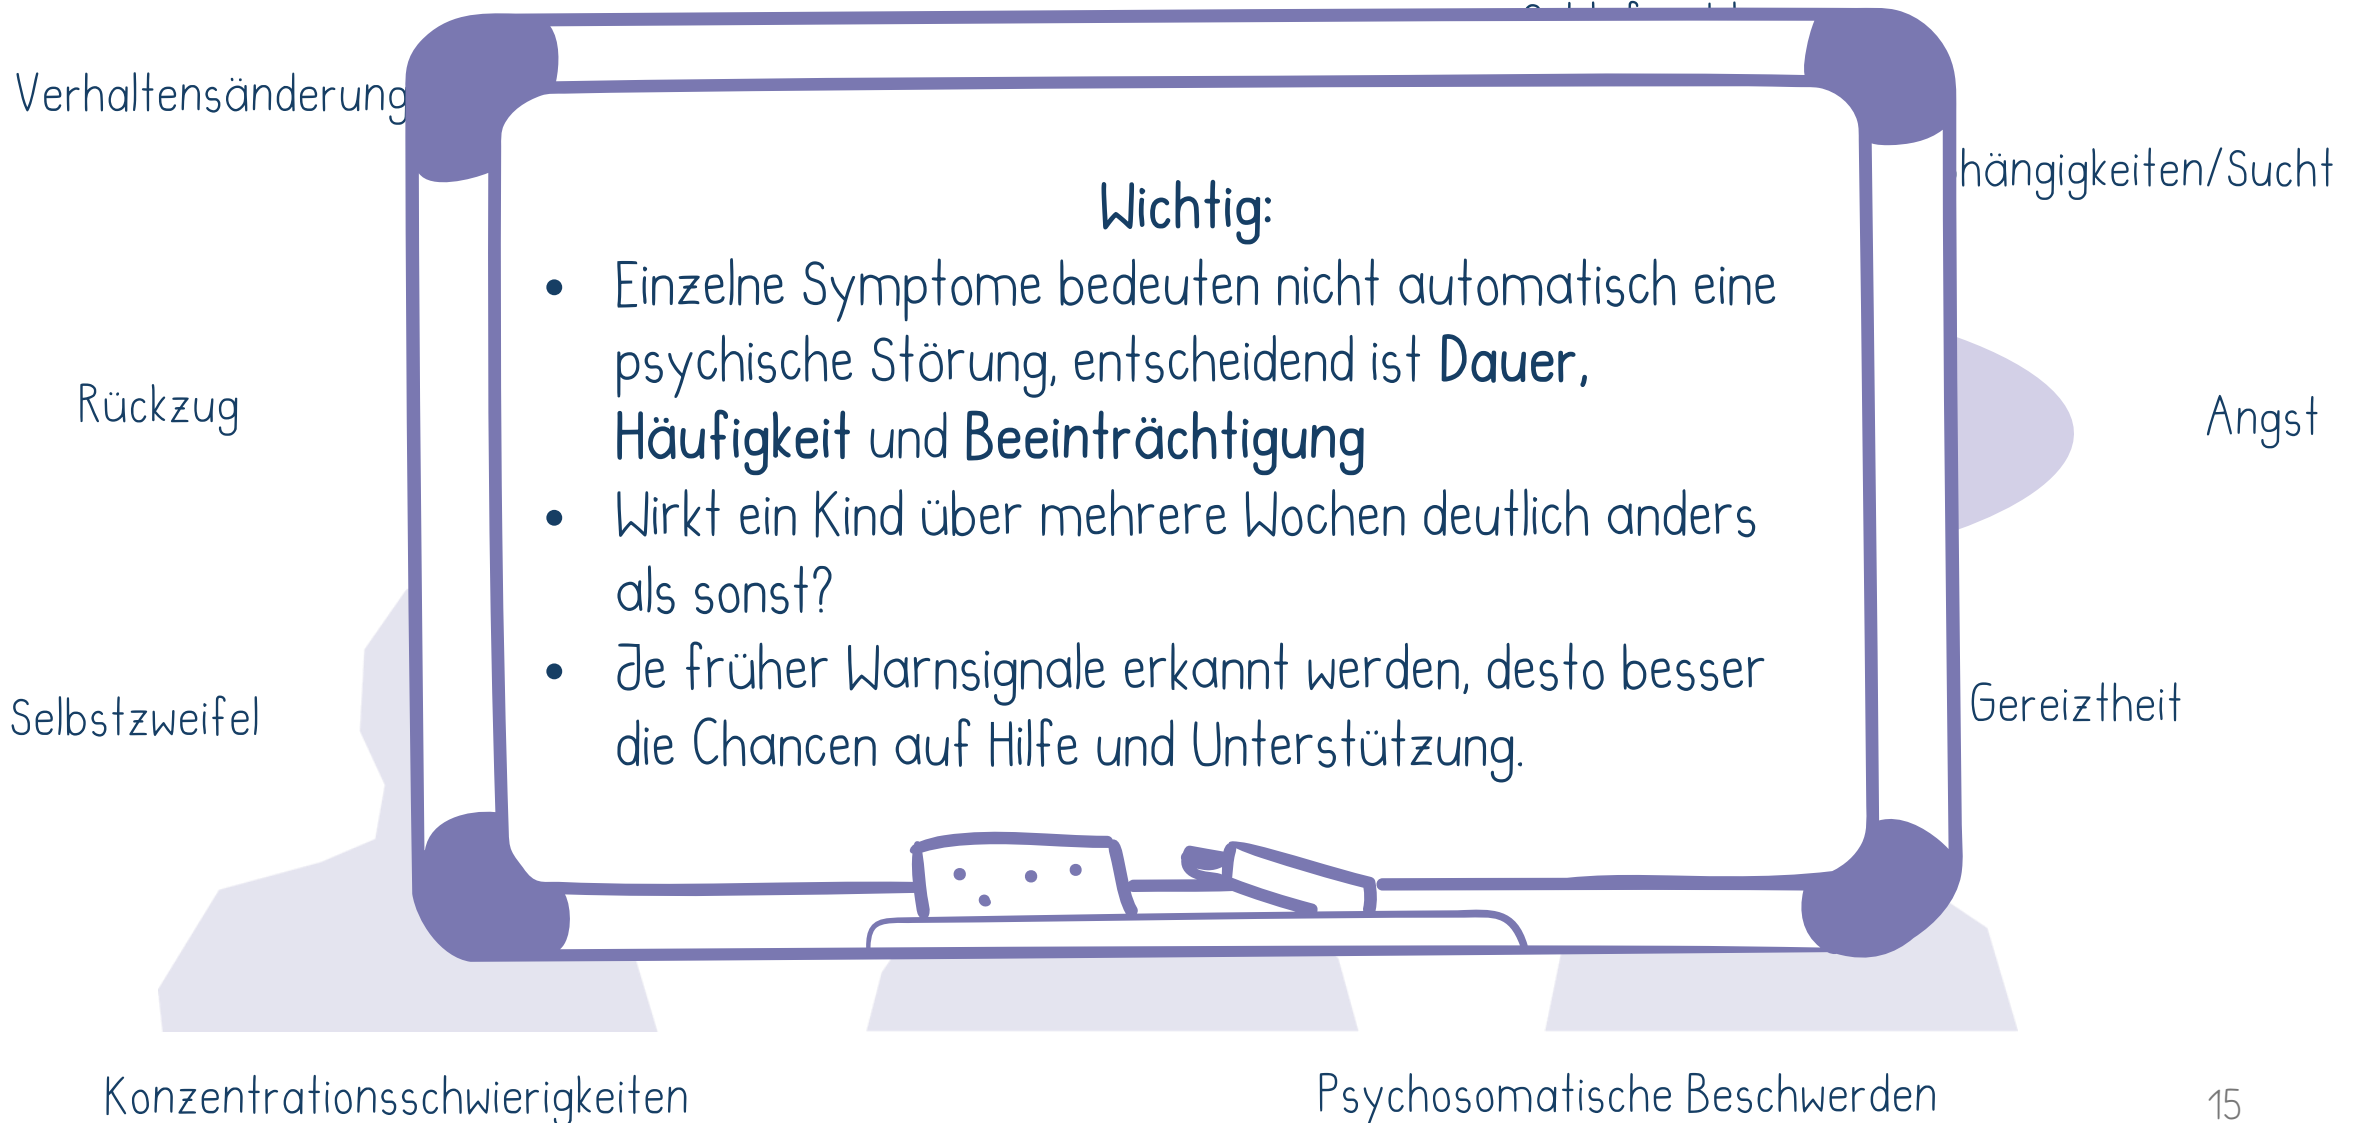 Verhaltensänderung
hängigkeiten/Sucht
Wichtig:
• Einzelne Symptome bedeuten nicht automatisch eine
psychische Störung, entscheidend ist Dauer,
Häufigkeit und Beeinträchtigung
• Wirkt ein Kind über mehrere Wochen deutlich anders
als sonst?
• Je früher Warnsignale erkannt werden, desto besser
die Chancen auf Hilfe und Unterstützung.
Rückzug
Angst
Selbstzweifel
Gereiztheit
Konzentrationsschwierigkeiten
Psychosomatische Beschwerden
15